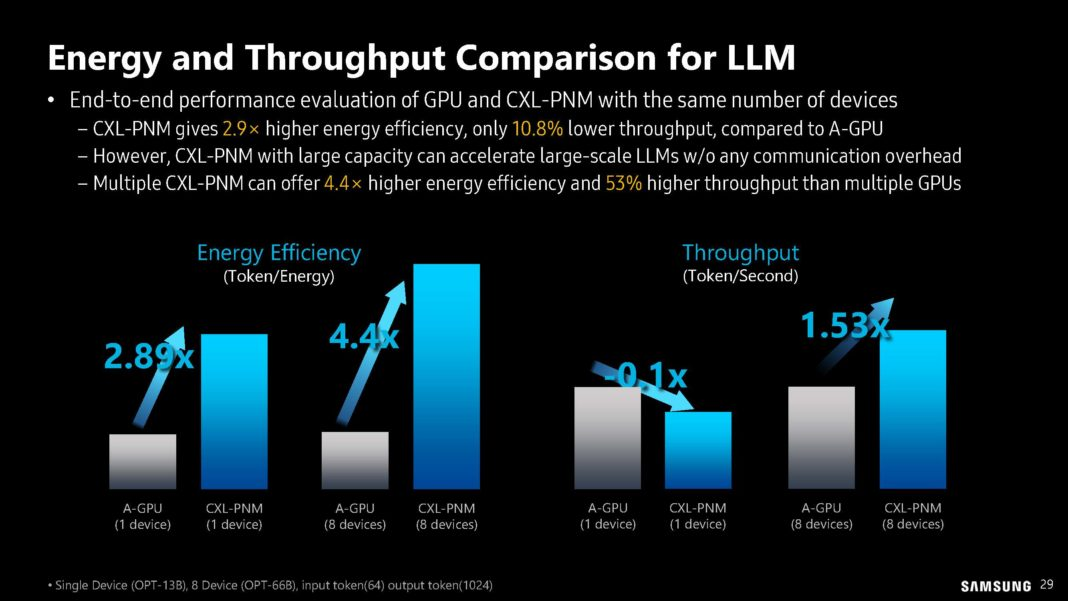 Energy and Throughput Comparison for LLM
• End-to-end performance evaluation of GPU and CXL-PNM with the same number of devices
– CXL-PNM gives 2.9× higher energy efficiency, only 10.8% lower throughput, compared to A-GPU
– However, CXL-PNM with large capacity can accelerate large-scale LLMs w/o any communication overhead
– Multiple CXL-PNM can offer 4.4× higher energy efficiency and 53% higher throughput than multiple GPUs
Energy Efficiency
(Token/Energy)
2.89x
4.4x
A-GPU
(1 device)
CXL-PNM
(1 device)
A-GPU
(8 devices)
CXL-PNM
(8 devices)
Throughput
(Token/Second)
-0.1x
1.53x
A-GPU
(1 device)
CXL-PNM
(1 device)
A-GPU
(8 devices)
CXL-PNM
(8 devices)
• Single Device (OPT-13B), 8 Device (OPT-66B), input token(64) output token(1024)
SAMSUNG 29